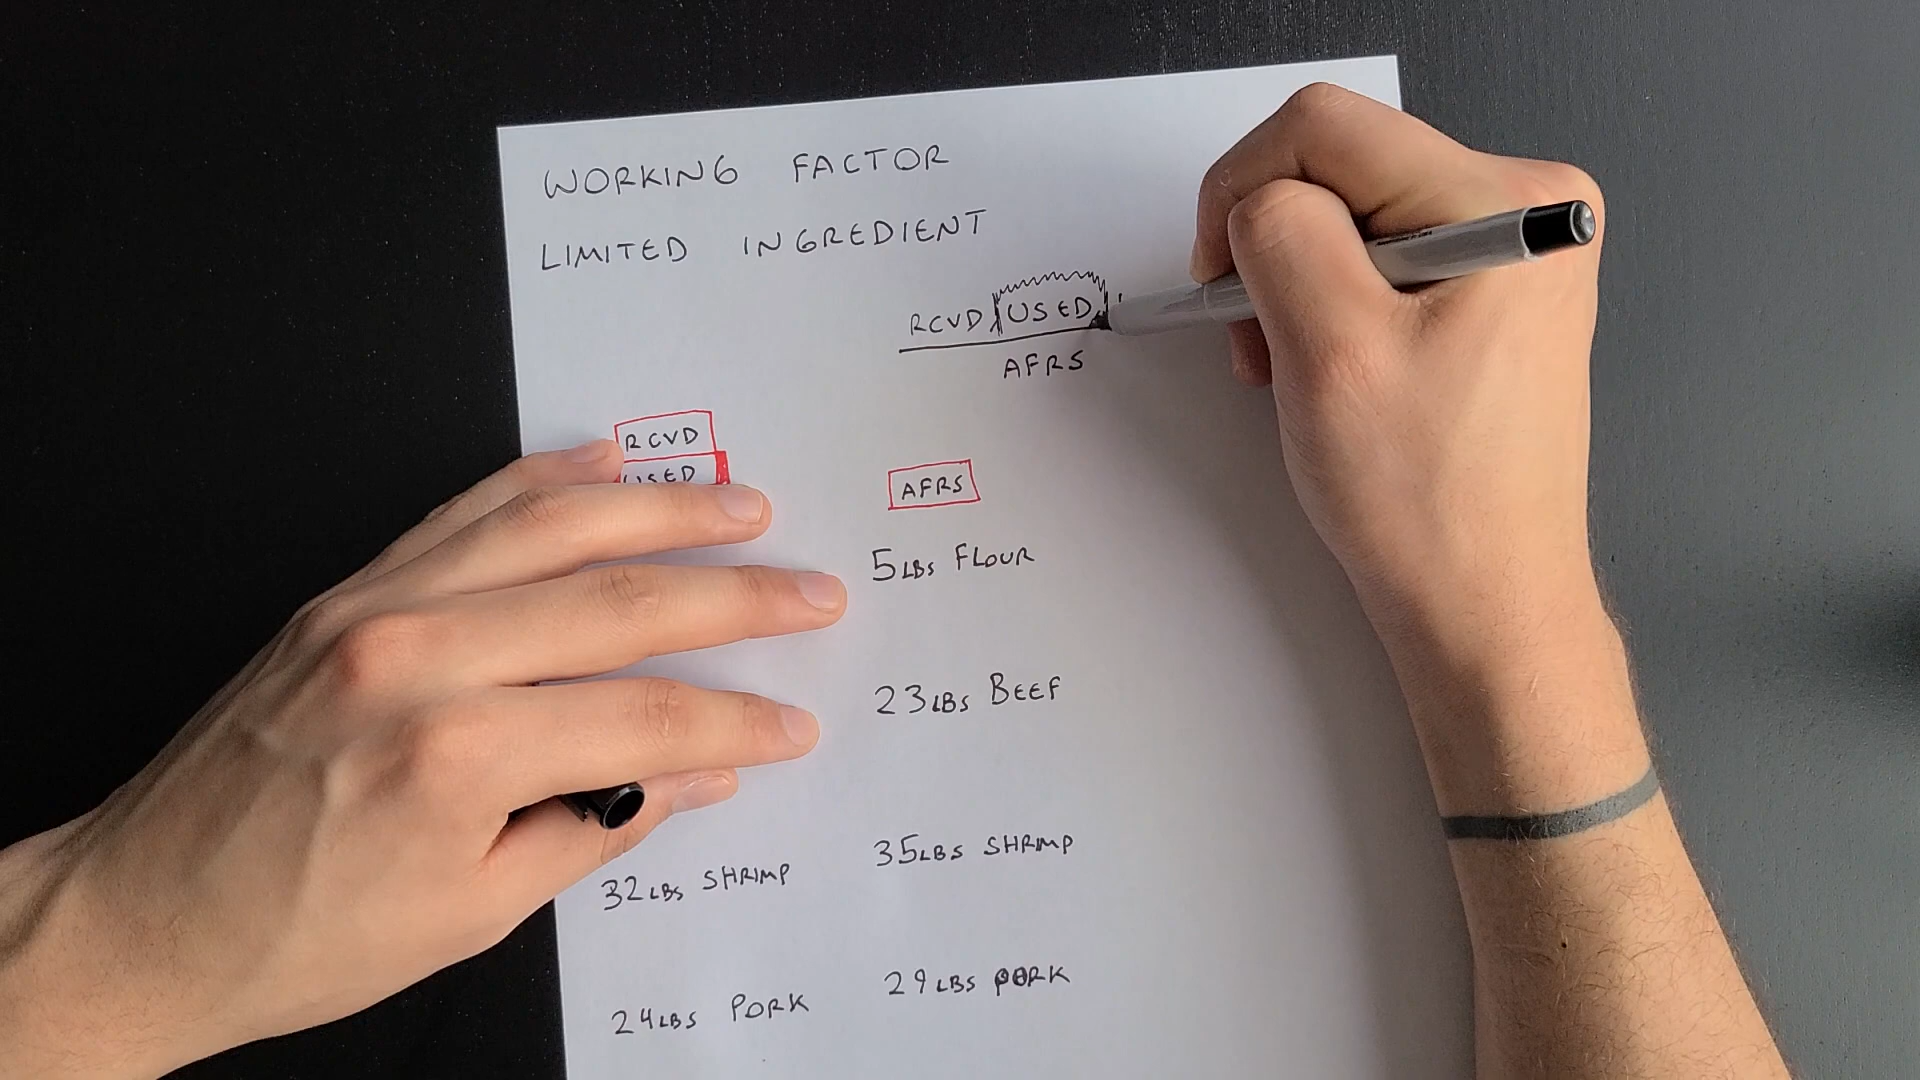 WORKING FACTOR
LIMITED INGREDIENT
RCVD USED
AFRS
RCVD
USED
AFRS
5LBS FLOUR
23LBS BEEF
32LBS SHRIMP
35LBS SHRIMP
24LBS PORK
29LBS PORK